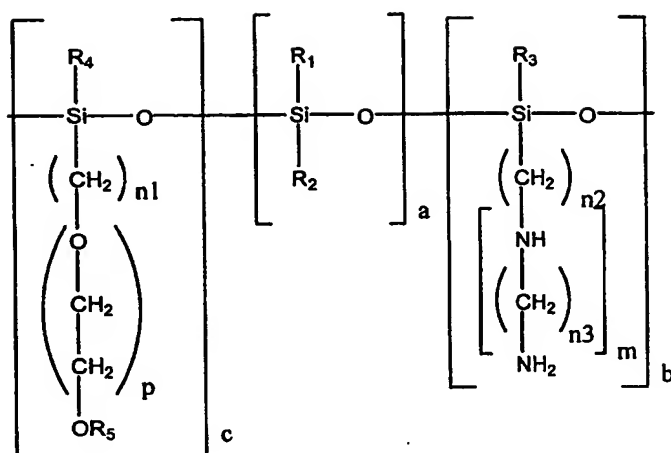 R4 R1 R3
Si O Si O Si O
(CH2)n1 R2 (CH2)n2
a
O NH
CH2 (CH2)n3
m
CH2 NH2
p b
OR5 c